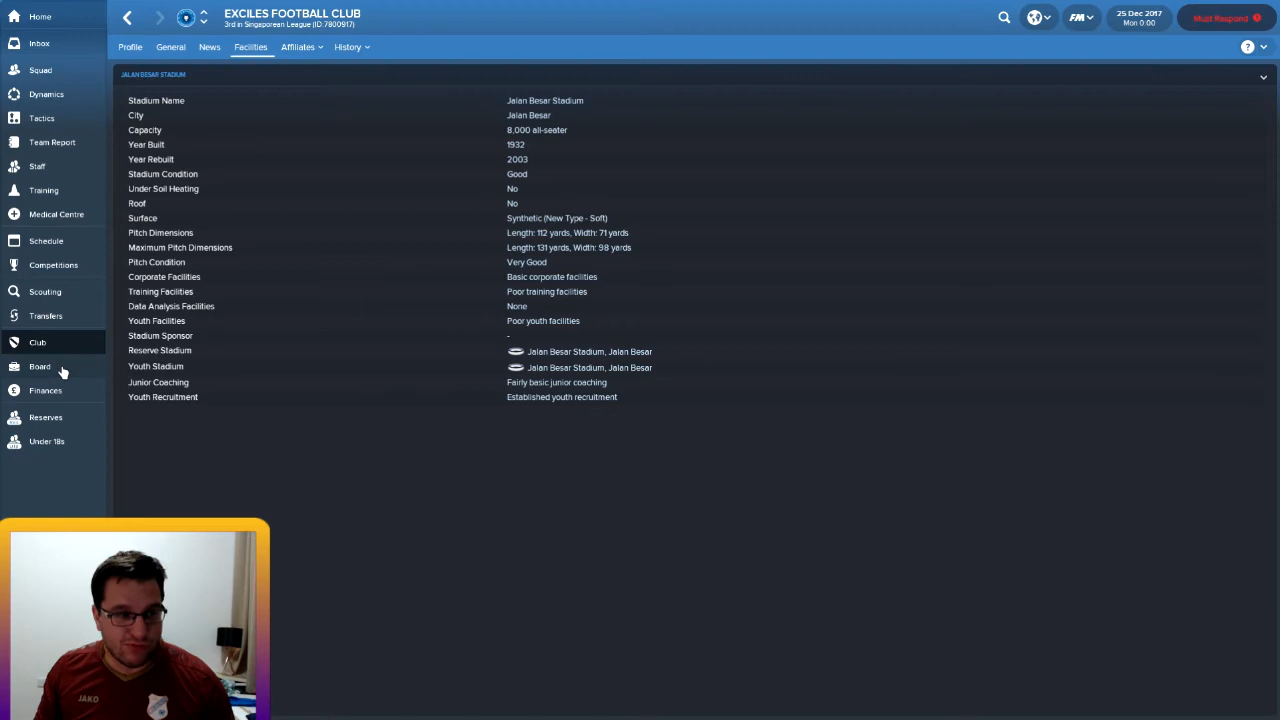 Home
Inbox
Squad
Dynamics
Tactics
Team Report
Staff
Training
Medical Centre
Schedule
Competitions
Scouting
Transfers
Club
Board
Finances
Reserves
Under 18s
EXCILES FOOTBALL CLUB
3rd in Singaporean League (ID:7800917)
FM
25 Dec 2017
Mon 0:00
Must Respond
Profile General News Facilities Affiliates History
JALAN BESAR STADIUM
Stadium Name Jalan Besar Stadium
City Jalan Besar
Capacity 8,000 all-seater
Year Built 1932
Year Rebuilt 2003
Stadium Condition Good
Under Soil Heating No
Roof No
Surface Synthetic (New Type - Soft)
Pitch Dimensions Length: 112 yards, Width: 71 yards
Maximum Pitch Dimensions Length: 131 yards, Width: 98 yards
Pitch Condition Very Good
Corporate Facilities Basic corporate facilities
Training Facilities Poor training facilities
Data Analysis Facilities None
Youth Facilities Poor youth facilities
Stadium Sponsor -
Reserve Stadium Jalan Besar Stadium, Jalan Besar
Youth Stadium Jalan Besar Stadium, Jalan Besar
Junior Coaching Fairly basic junior coaching
Youth Recruitment Established youth recruitment
JAKO